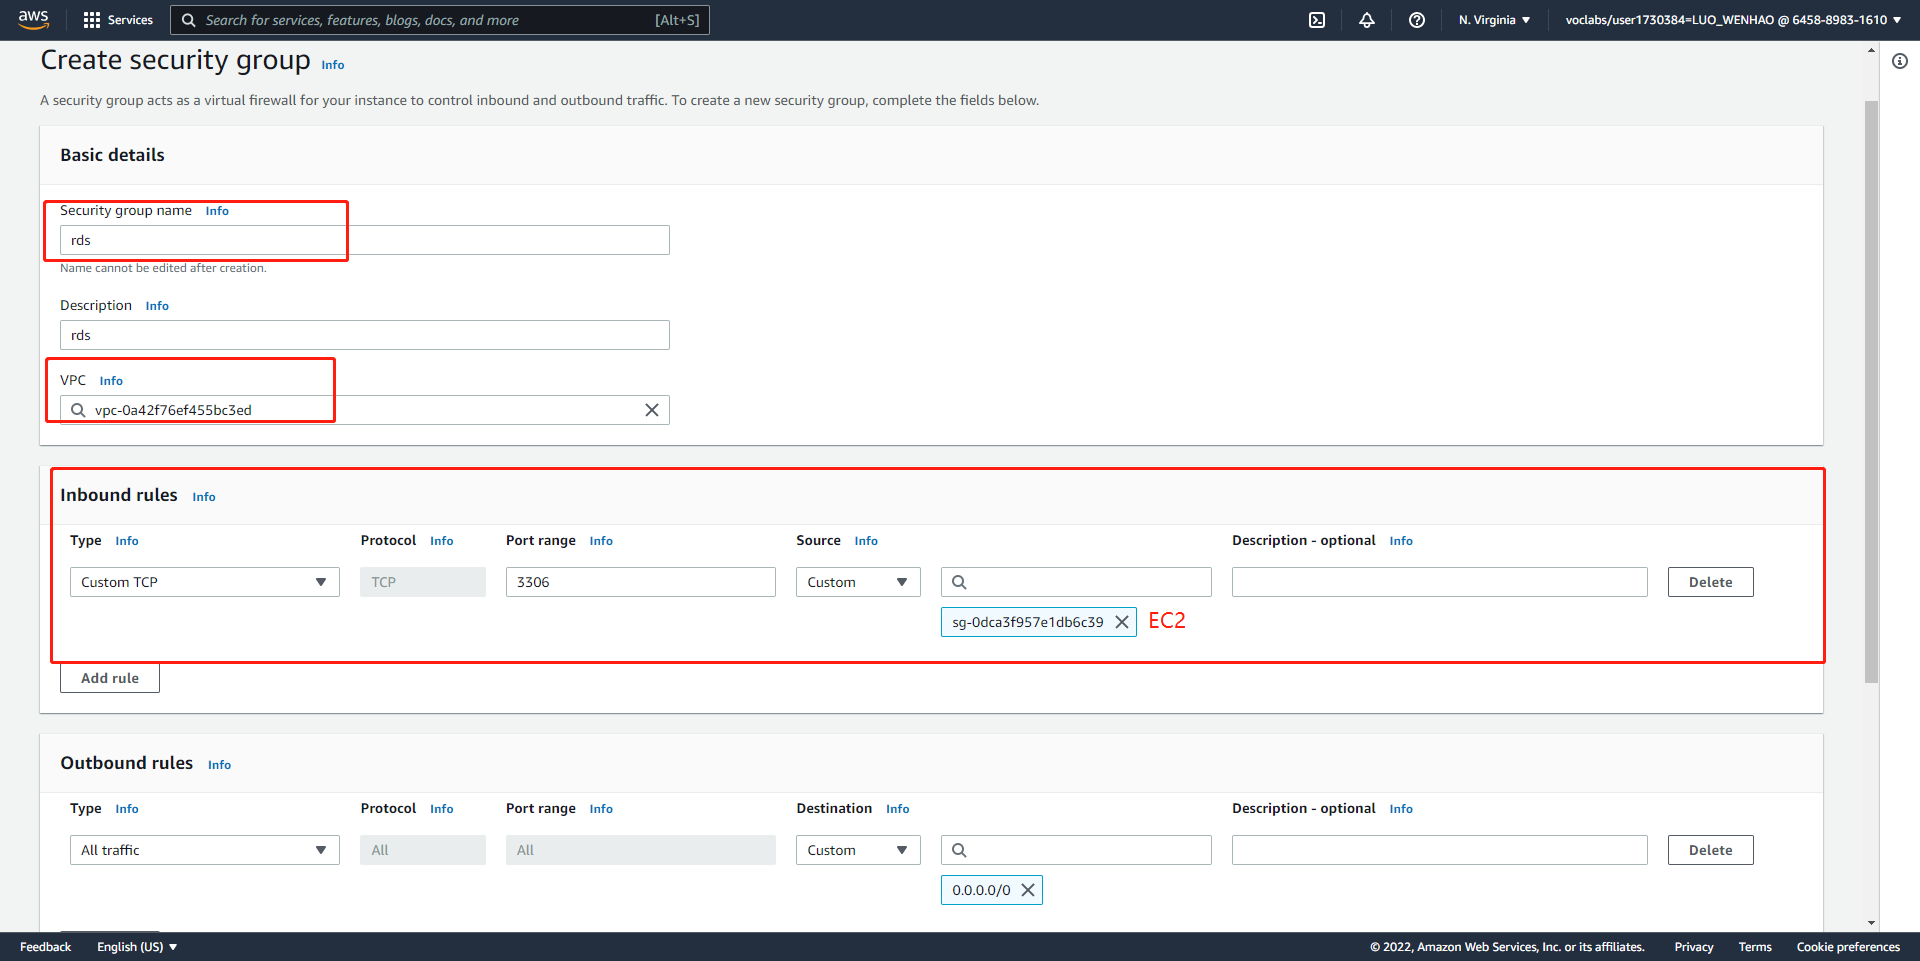 aws Services Search for services, features, blogs, docs, and more [Alt+S] N. Virginia voclabs/user1730384=LUO_WENHAO @ 6458-8983-1610
Create security group Info
A security group acts as a virtual firewall for your instance to control inbound and outbound traffic. To create a new security group, complete the fields below.
Basic details
Security group name Info
rds
Name cannot be edited after creation.
Description Info
rds
VPC Info
vpc-0a42f76ef455bc3ed
Inbound rules Info
Type Info Protocol Info Port range Info Source Info Description - optional Info
Custom TCP TCP 3306 Custom Delete
sg-0dca3f957e1db6c39 EC2
Add rule
Outbound rules Info
Type Info Protocol Info Port range Info Destination Info Description - optional Info
All traffic All All Custom Delete
0.0.0.0/0
Feedback English (US) © 2022, Amazon Web Services, Inc. or its affiliates. Privacy Terms Cookie preferences